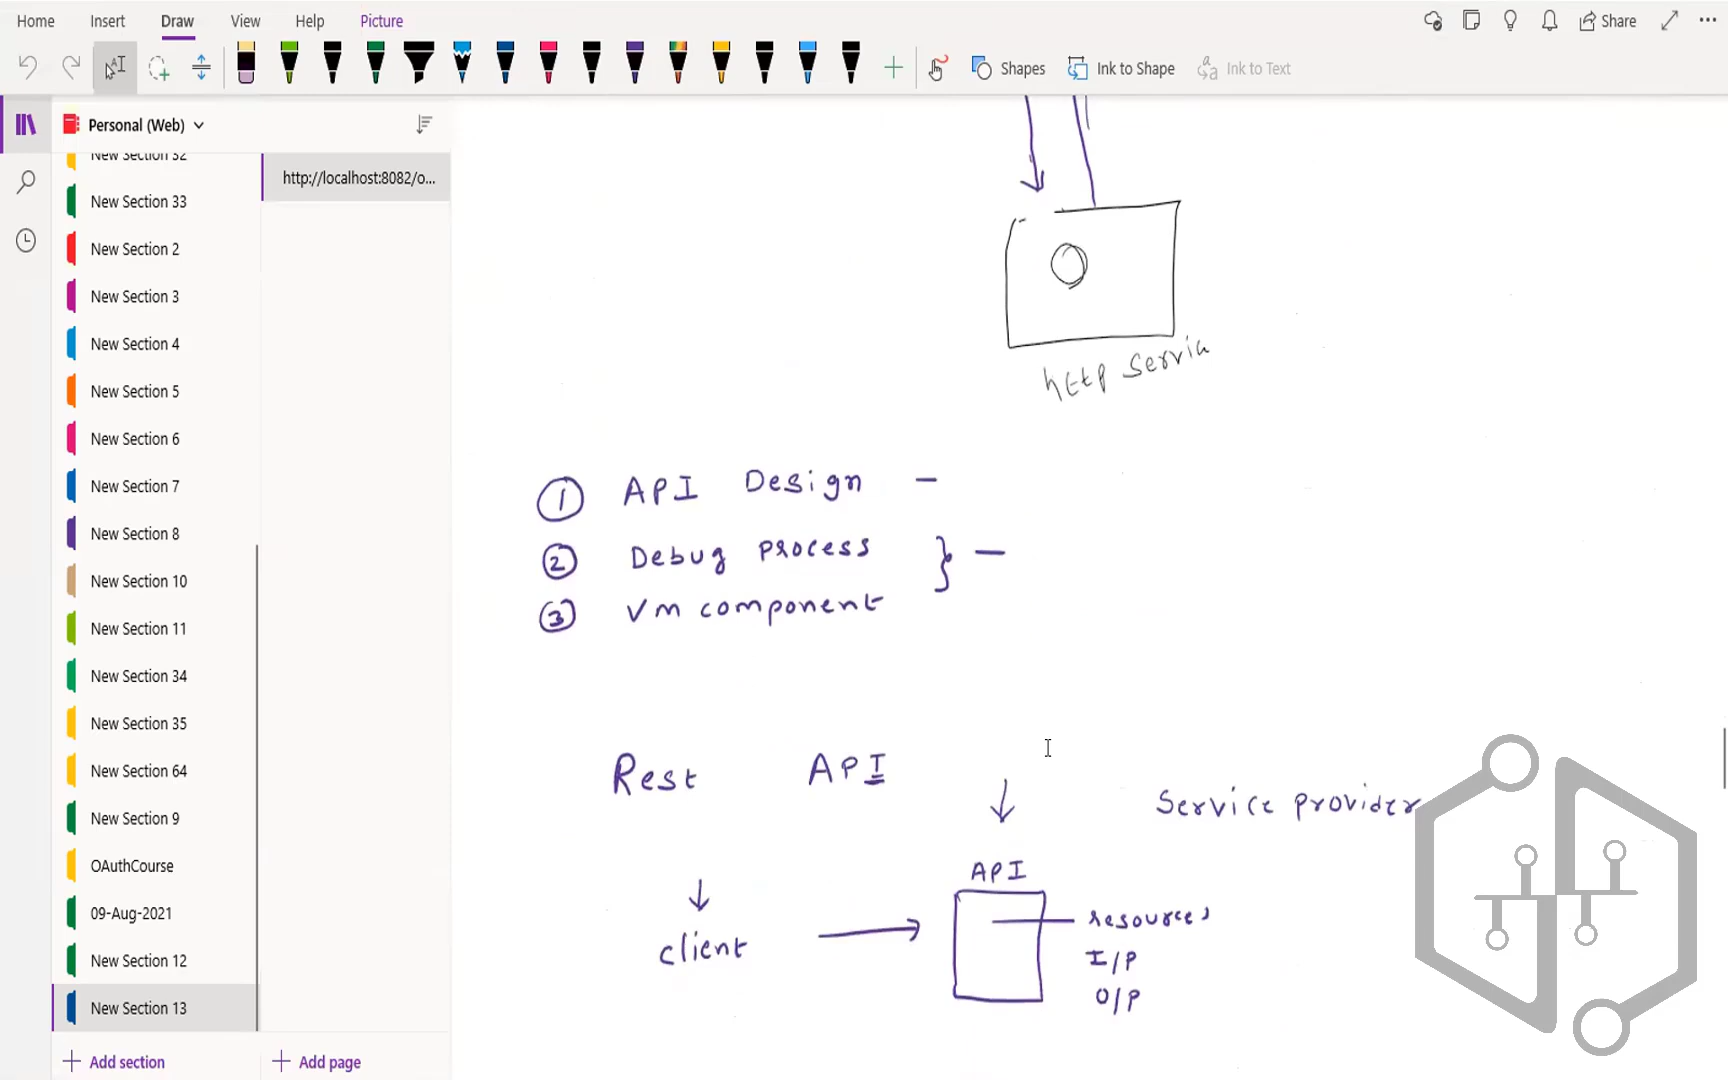 Home Insert Draw View Help Picture Share
Shapes Ink to Shape Ink to Text
Personal (Web)
New Section 32
New Section 33
New Section 2
New Section 3
New Section 4
New Section 5
New Section 6
New Section 7
New Section 8
New Section 10
New Section 11
New Section 34
New Section 35
New Section 64
New Section 9
OAuthCourse
09-Aug-2021
New Section 12
New Section 13
Add section
http://localhost:8082/o...
Add page
http
① API Design -
② Debug process } -
③ Vm component
Rest API
Service provider
API
client
resources
I/P
O/P